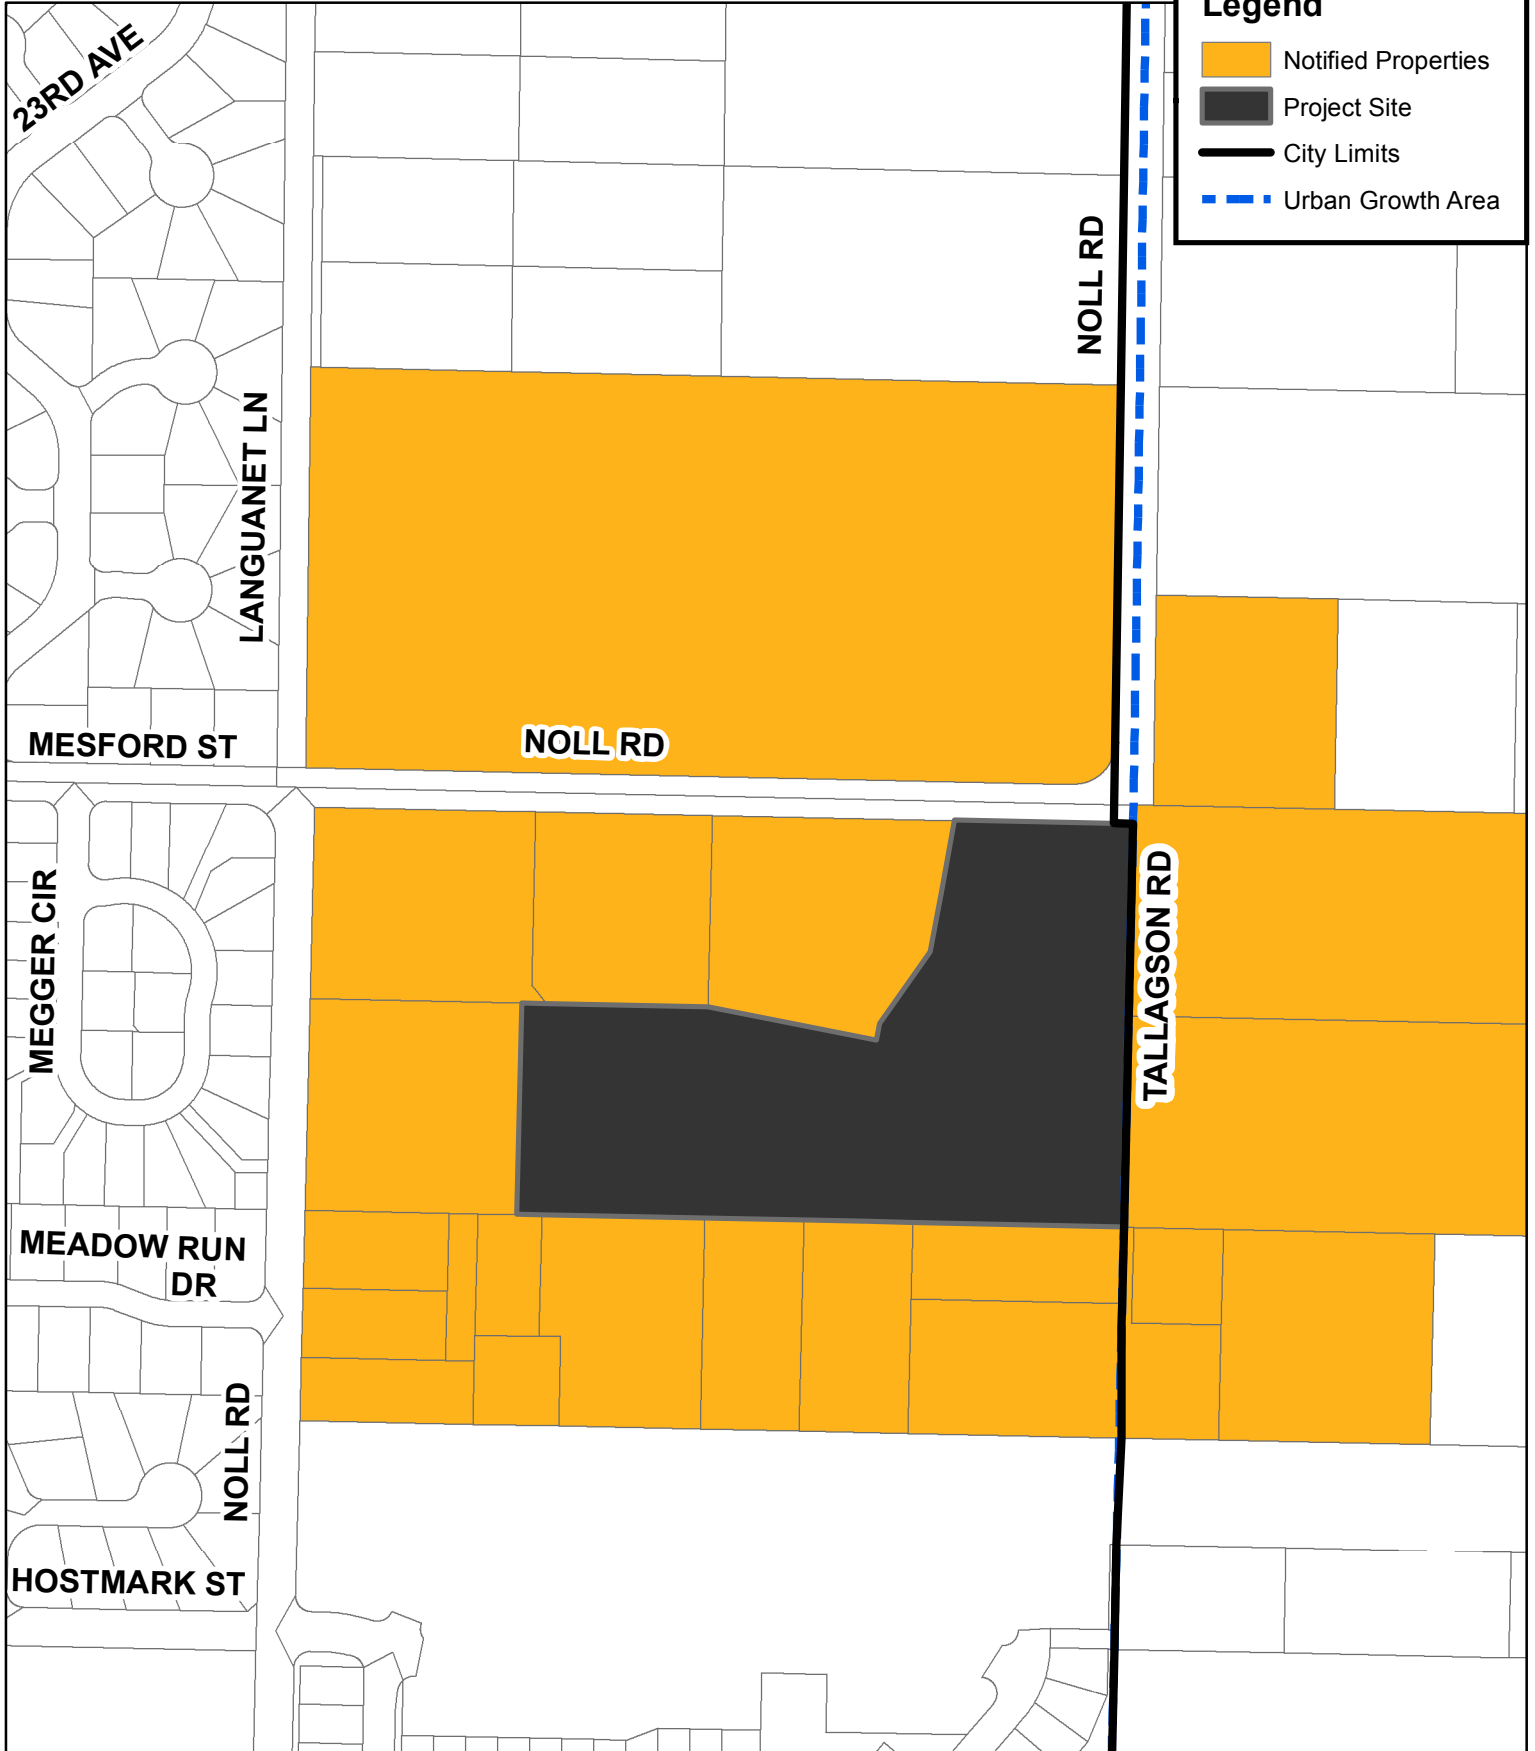 Legend
Notified Properties
Project Site
City Limits
Urban Growth Area
23RD AVE
NOLL RD
LANGUANET LN
MESFORD ST
NOLL RD
MEGGER CIR
TALLAGSON RD
MEADOW RUN
DR
NOLL RD
HOSTMARK ST